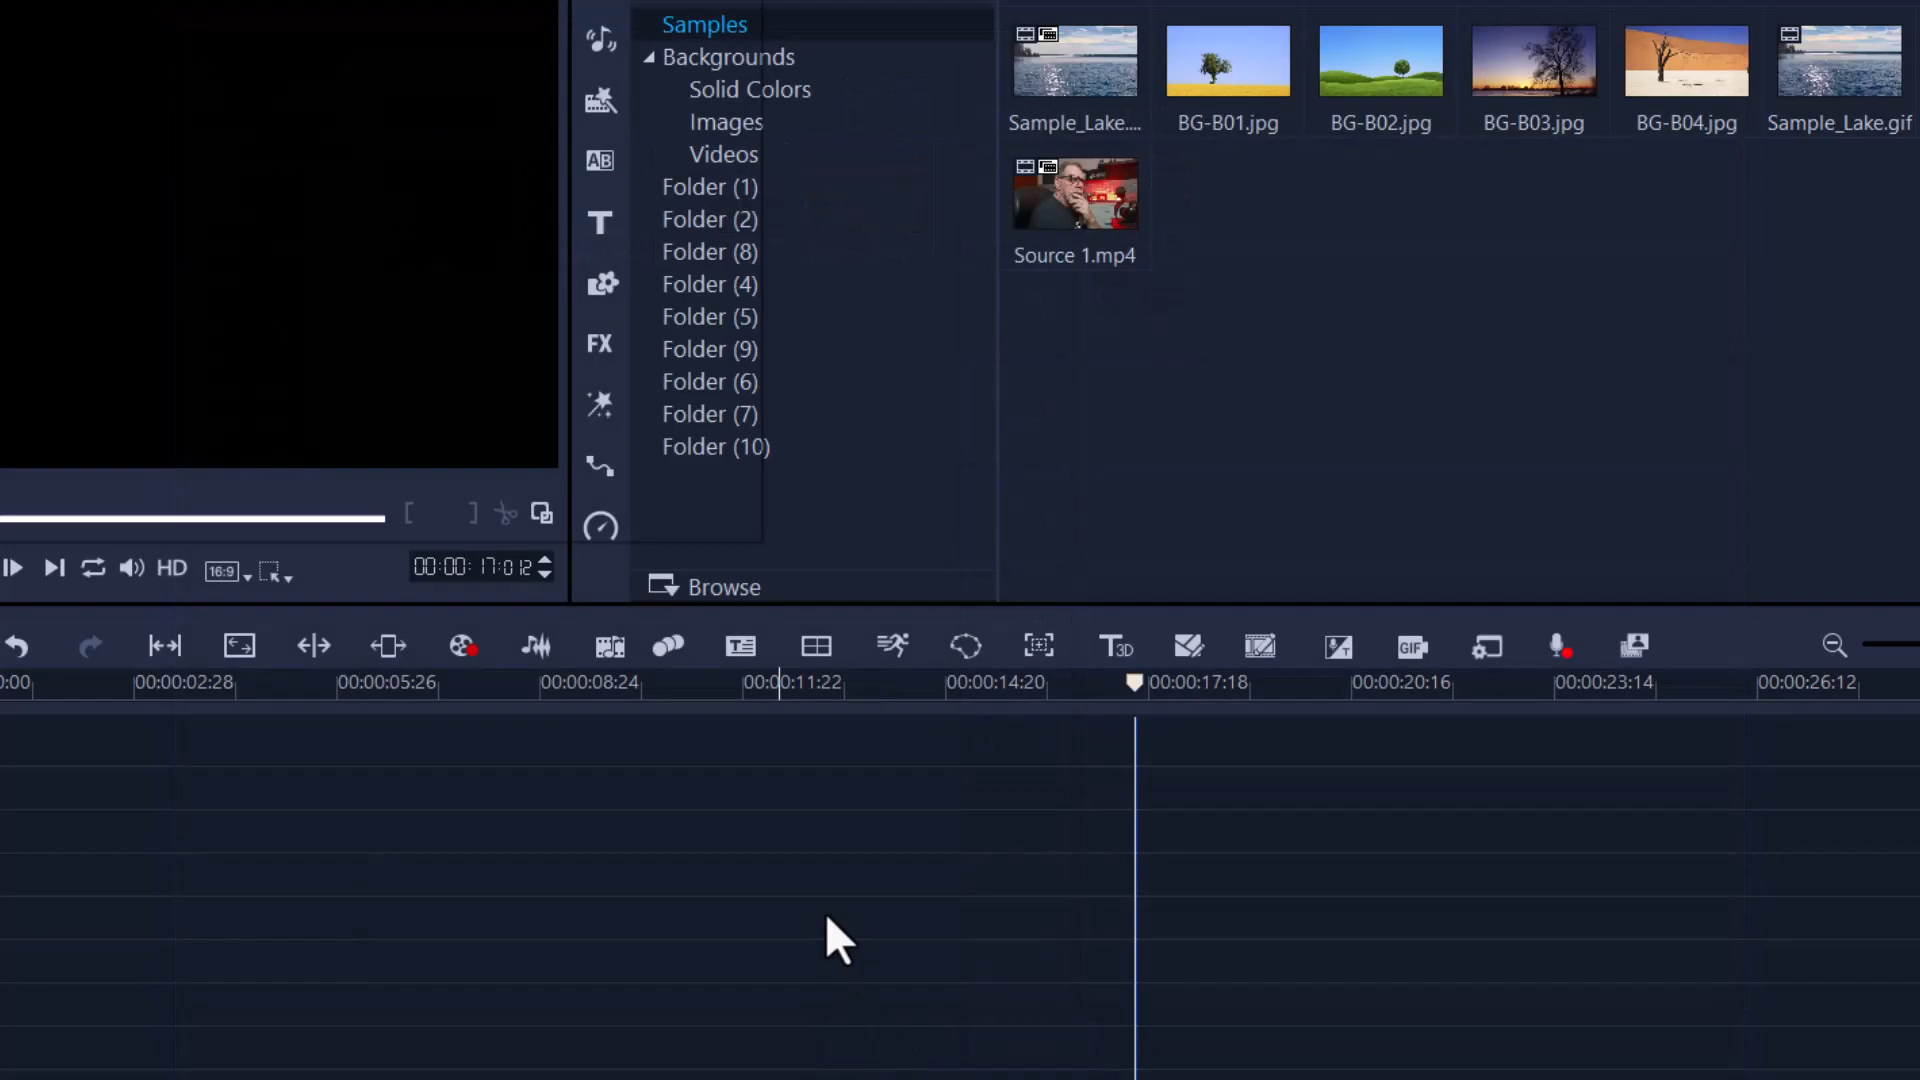 Samples
Backgrounds
Solid Colors
Images
Videos
Folder (1)
Folder (2)
Folder (8)
Folder (4)
Folder (5)
Folder (9)
Folder (6)
Folder (7)
Folder (10)
Browse
AB
T
FX
Sample_Lake....
BG-B01.jpg
BG-B02.jpg
BG-B03.jpg
BG-B04.jpg
Sample_Lake.gif
Source 1.mp4
[ ]
HD
16:9
00:00:17:012
T3D
T
GIF
0:00
00:00:02:28
00:00:05:26
00:00:08:24
00:00:11:22
00:00:14:20
00:00:17:18
00:00:20:16
00:00:23:14
00:00:26:12